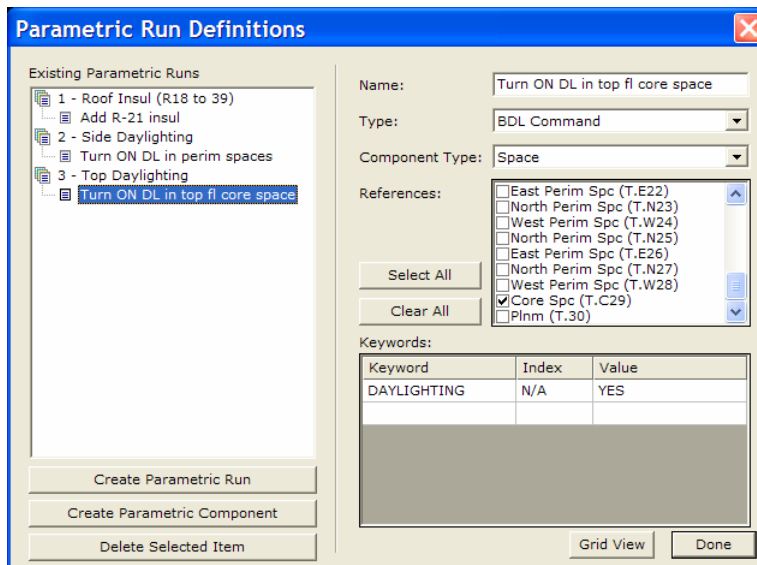 Parametric Run Definitions
Existing Parametric Runs
1 - Roof Insul (R18 to 39)
Add R-21 insul
2 - Side Daylighting
Turn ON DL in perim spaces
3 - Top Daylighting
Turn ON DL in top fl core space
Create Parametric Run
Create Parametric Component
Delete Selected Item
Name: Turn ON DL in top fl core space
Type: BDL Command
Component Type: Space
References:
East Perim Spc (T.E22)
North Perim Spc (T.N23)
West Perim Spc (T.W24)
North Perim Spc (T.N25)
East Perim Spc (T.E26)
North Perim Spc (T.N27)
West Perim Spc (T.W28)
Core Spc (T.C29)
Plnm (T.30)
Select All
Clear All
Keywords:
Keyword Index Value
DAYLIGHTING N/A YES
Grid View Done